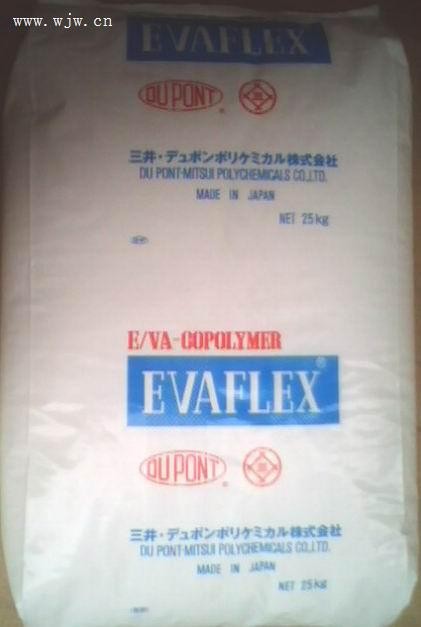 www.wjw.cn
EVAFLEX
DU PONT ®
三井・デュポンポリケミカル株式会社
DU PONT-MITSUI POLYCHEMICALS CO.,LTD.
MADE IN JAPAN
NET 25kg
E/VA-COPOLYMER
EVAFLEX®
DU PONT ®
三井・デュポンポリケミカル株式会社
DU PONT-MITSUI POLYCHEMICALS CO.,LTD.
MADE IN JAPAN
NET 25kg